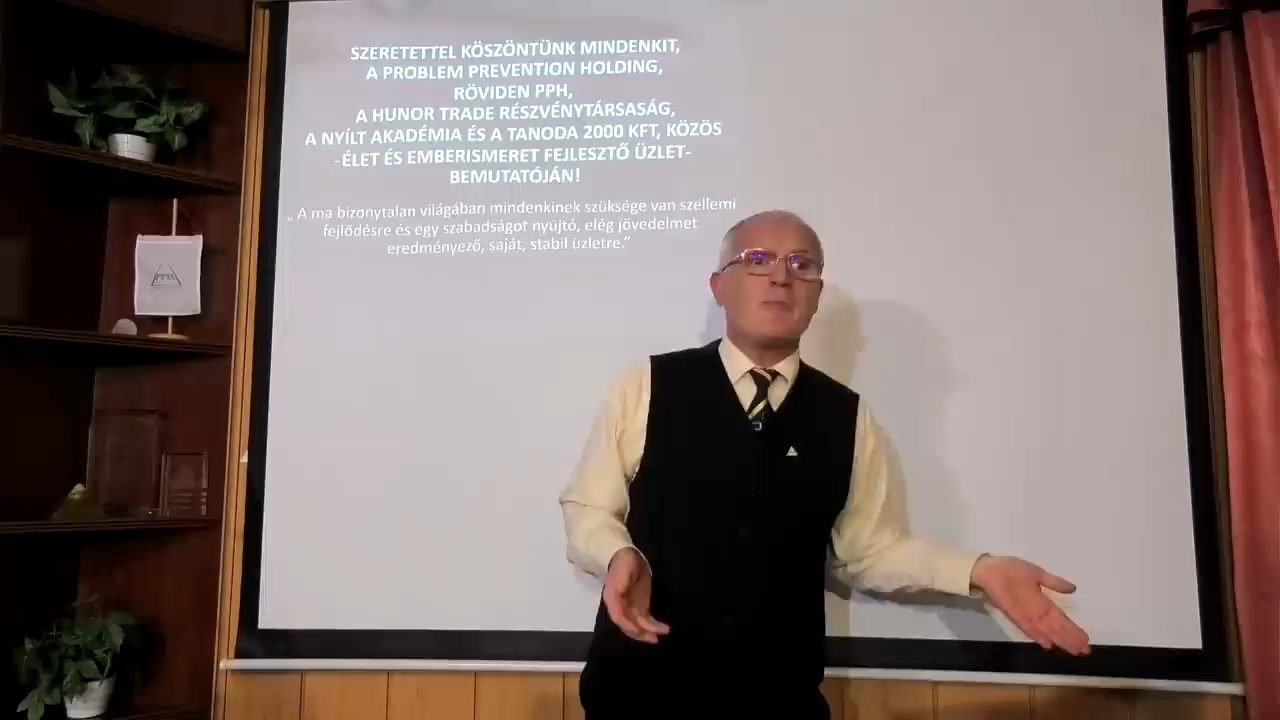 SZERETETTEL KÖSZÖNTÜNK MINDENKIT,
A PROBLEM PREVENTION HOLDING,
RÖVIDEN PPH,
A HUNOR TRADE RÉSZVÉNYTÁRSASÁG,
A NYÍLT AKADÉMIA ÉS A TANODA 2000 KFT, KÖZÖS
-ÉLET ÉS EMBERISMERET FEJLESZTŐ ÜZLET-
BEMUTATÓJÁN!
„ A ma bizonytalan világában mindenkinek szüksége van szellemi
fejlődésre és egy szabadságot nyújtó, elég jövedelmet
eredményező, saját, stabil üzletre.”